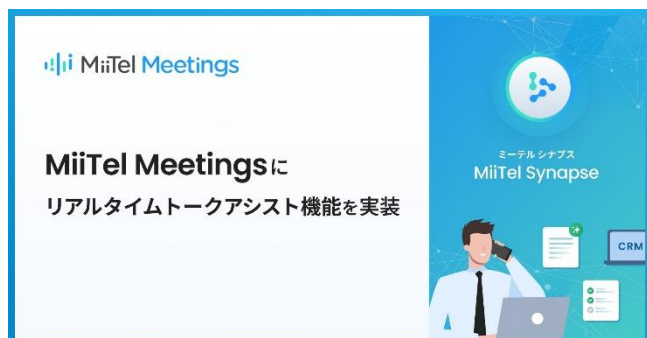 MiiTel Meetings
MiiTel Meetingsに
リアルタイムトークアシスト機能を実装
ミーテル シナプス
MiiTel Synapse
CRM